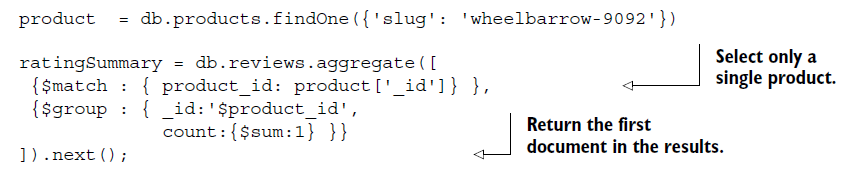 product  = db.products.findOne({'slug': 'wheelbarrow-9092'})
ratingSummary = db.reviews.aggregate([
 {$match : { product_id: product['_id']} },
 {$group : { _id:'$product_id',
             count:{$sum:1} }}
]).next();
Select only a
single product.
Return the first
document in the results.